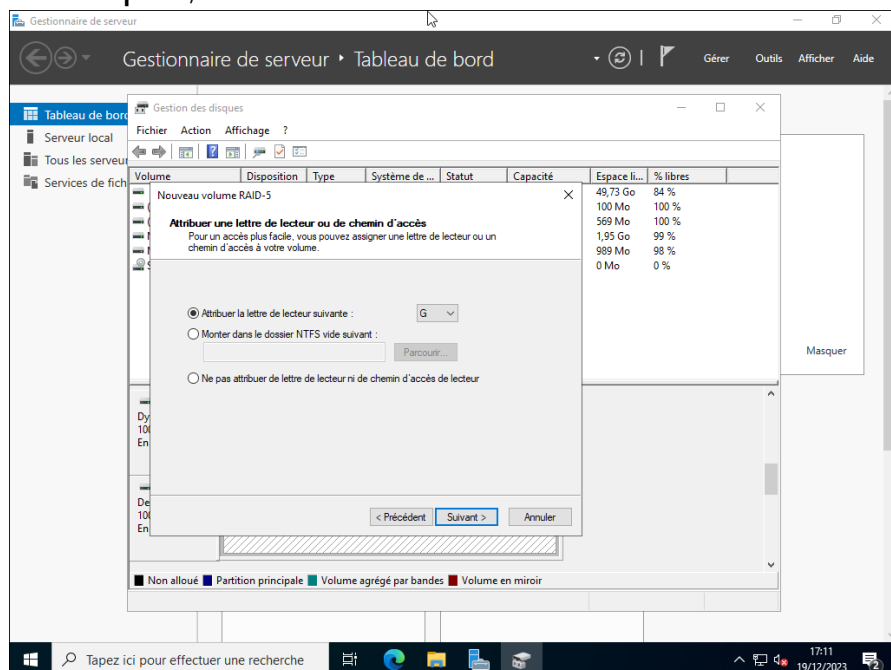 Gestionnaire de serveur
Gestionnaire de serveur • Tableau de bord
Gérer Outils Afficher Aide
Tableau de bord
Serveur local
Tous les serveur
Services de fich
Gestion des disques
Fichier Action Affichage ?
Volume Disposition Type Système de ... Statut Capacité Espace li... % libres
49,73 Go 84 %
100 Mo 100 %
569 Mo 100 %
1,95 Go 99 %
989 Mo 98 %
0 Mo 0 %
Nouveau volume RAID-5
Attribuer une lettre de lecteur ou de chemin d'accès
Pour un accès plus facile, vous pouvez assigner une lettre de lecteur ou un
chemin d'accès à votre volume.
Attribuer la lettre de lecteur suivante : G
Monter dans le dossier NTFS vide suivant :
Parcourir...
Ne pas attribuer de lettre de lecteur ni de chemin d'accès de lecteur
< Précédent Suivant > Annuler
Masquer
Dy
100
En
De
100
En
Non alloué Partition principale Volume agrégé par bandes Volume en miroir
Tapez ici pour effectuer une recherche
17:11
19/12/2023